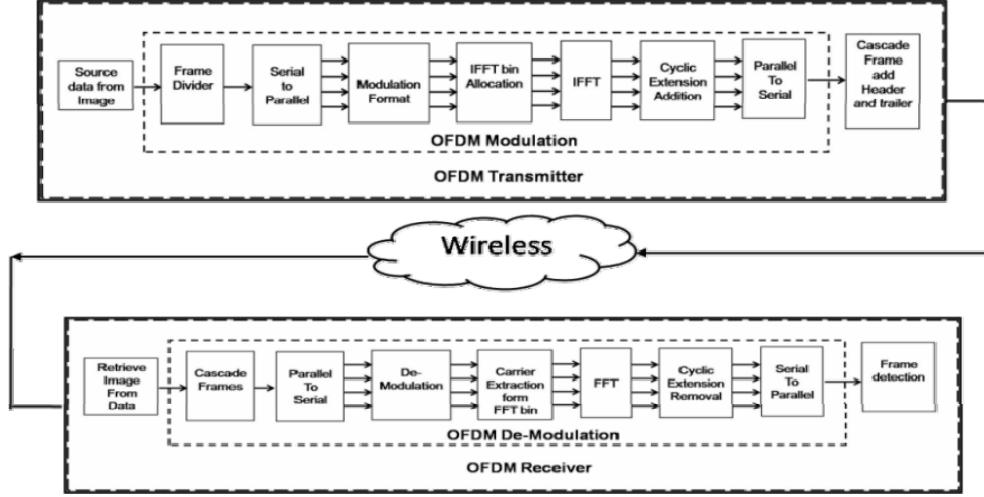 Source
data from
Image
Frame
Divider
Serial
to
Parallel
Modulation
Format
IFFT bin
Allocation
IFFT
Cyclic
Extension
Addition
Parallel
To
Serial
Cascade
Frame
add
Header
and trailer
OFDM Modulation
OFDM Transmitter
Wireless
Retrieve
Image
From
Data
Cascade
Frames
Parallel
To
Serial
De-
Modulation
Carrier
Extraction
form
FFT bin
FFT
Cyclic
Extension
Removal
Serial
To
Parallel
Frame
detection
OFDM De-Modulation
OFDM Receiver